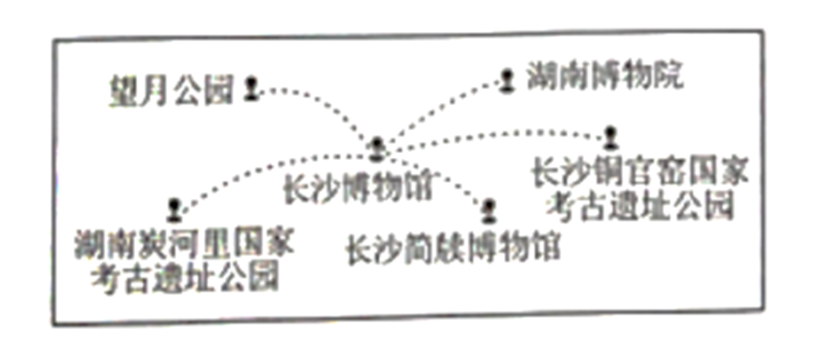 望月公园
湖南博物院
长沙博物馆
长沙铜官窑国家
考古遗址公园
湖南炭河里国家
考古遗址公园
长沙简牍博物馆